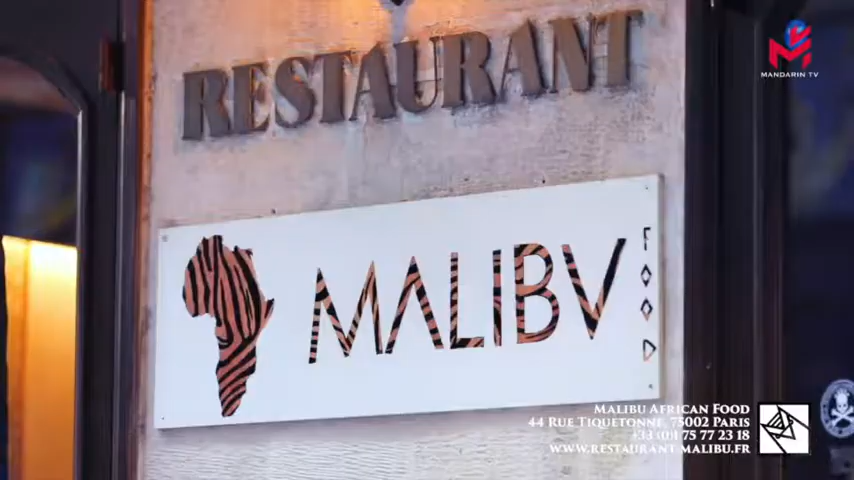 RESTAURANT
MALIBV
FOOD
MANDARIN TV
MALIBU AFRICAN FOOD
44 RUE TIQUETONNE, 75002 PARIS
+33 (0)1 75 77 23 18
WWW.RESTAURANT-MALIBU.FR